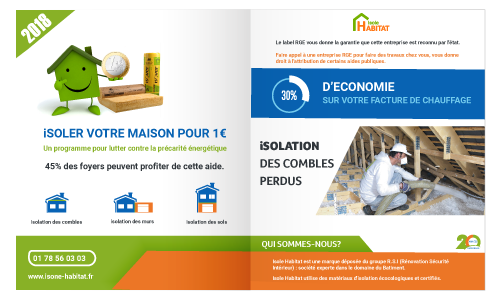 2018
iSOLER VOTRE MAISON POUR 1€
Un programme pour lutter contre la précarité énergétique
45% des foyers peuvent profiter de cette aide.
Isolation des combles
Isolation des murs
Isolation des sols
01 78 56 03 03
www.isone-habitat.fr
Isole
HABITAT
Le label RGE vous donne la garantie que cette entreprise est reconnu par l'état.
Faire appel à une entreprise RGE pour faire des travaux chez vous, vous donne
droit à l'attribution de certains aides publiques.
30%
D'ECONOMIE
SUR VOTRE FACTURE DE CHAUFFAGE
iSOLATION
DES COMBLES
PERDUS
QUI SOMMES-NOUS?
20
Isole Habitat est une marque déposée du groupe R.S.I (Rénovation Sécurité
Intérieur) : société experte dans le domaine du Batiment.
Isole Habitat utilise des matériaux d'isolation écocologiques et certifiés.